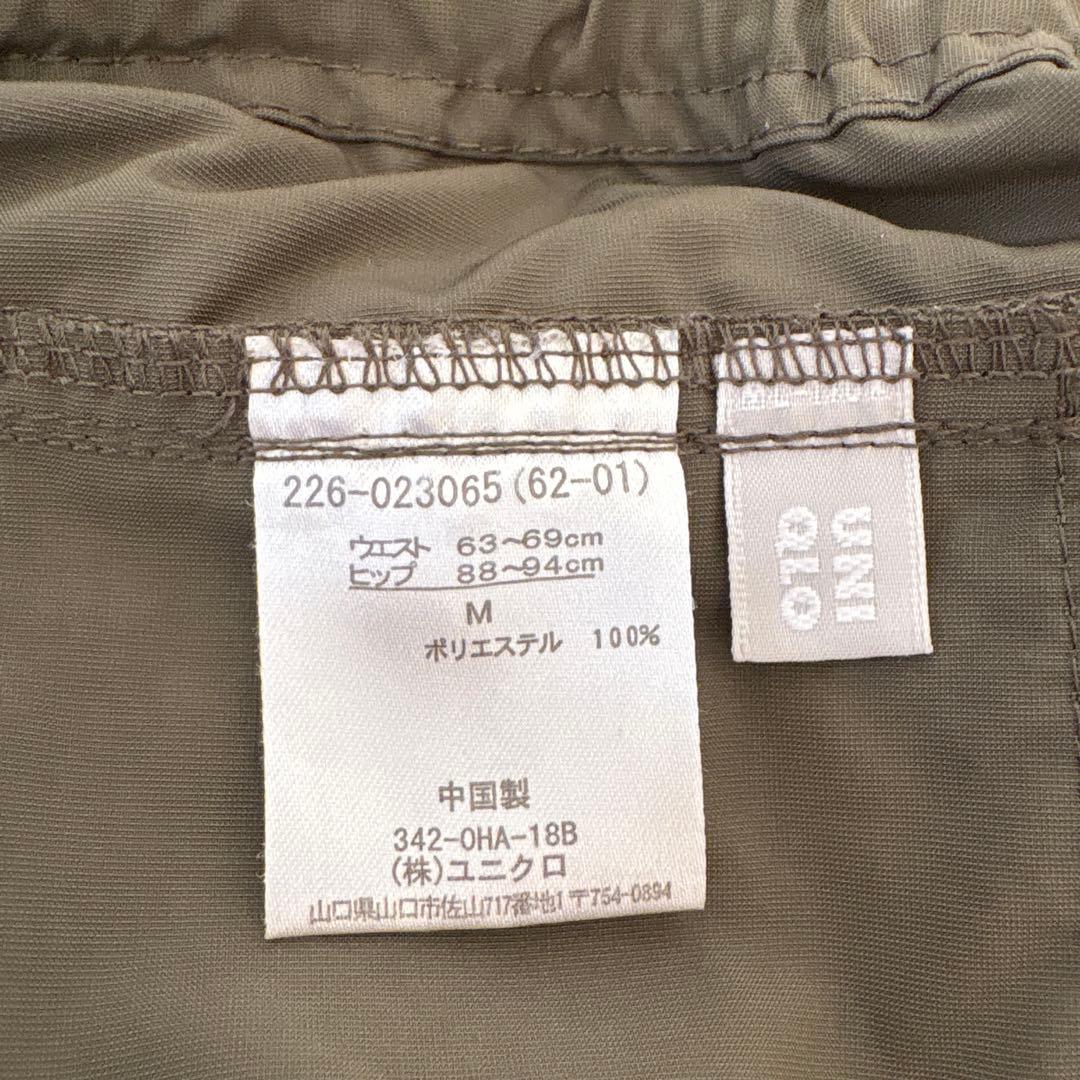 226-023065(62-01)
ウエスト 63~69cm
ヒップ 88~94cm
M
ポリエステル 100%
中国製
342-0HA-18B
(株)ユニクロ
山口県山口市佐山717番地1 〒754-0894
UNI
QLO